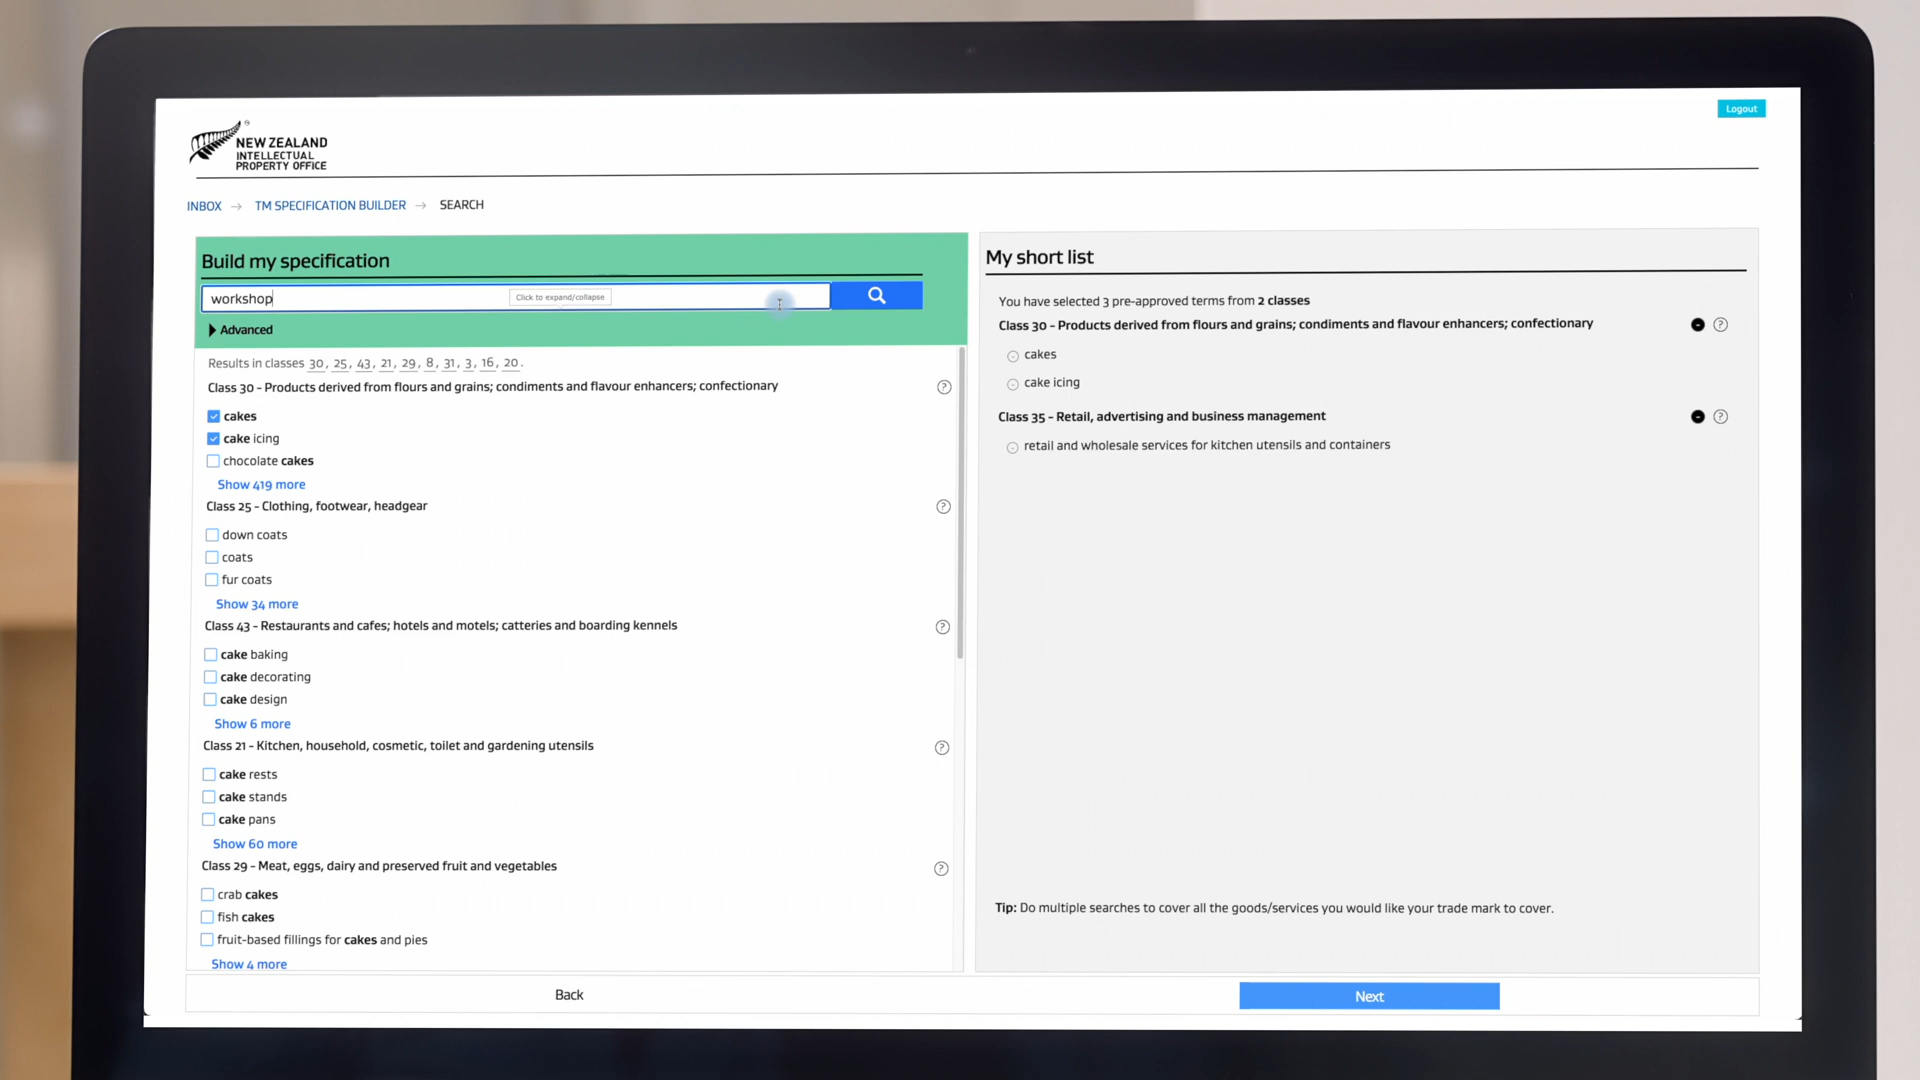 Logout
NEW ZEALAND
INTELLECTUAL
PROPERTY OFFICE
INBOX → TM SPECIFICATION BUILDER → SEARCH
Build my specification
workshop
Click to expand/collapse
Advanced
Results in classes 30, 25, 43, 21, 29, 8, 31, 3, 16, 20.
Class 30 - Products derived from flours and grains; condiments and flavour enhancers; confectionary
cakes
cake icing
chocolate cakes
Show 419 more
Class 25 - Clothing, footwear, headgear
down coats
coats
fur coats
Show 34 more
Class 43 - Restaurants and cafes; hotels and motels; catteries and boarding kennels
cake baking
cake decorating
cake design
Show 6 more
Class 21 - Kitchen, household, cosmetic, toilet and gardening utensils
cake rests
cake stands
cake pans
Show 60 more
Class 29 - Meat, eggs, dairy and preserved fruit and vegetables
crab cakes
fish cakes
fruit-based fillings for cakes and pies
Show 4 more
My short list
You have selected 3 pre-approved terms from 2 classes
Class 30 - Products derived from flours and grains; condiments and flavour enhancers; confectionary
cakes
cake icing
Class 35 - Retail, advertising and business management
retail and wholesale services for kitchen utensils and containers
Tip: Do multiple searches to cover all the goods/services you would like your trade mark to cover.
Back
Next